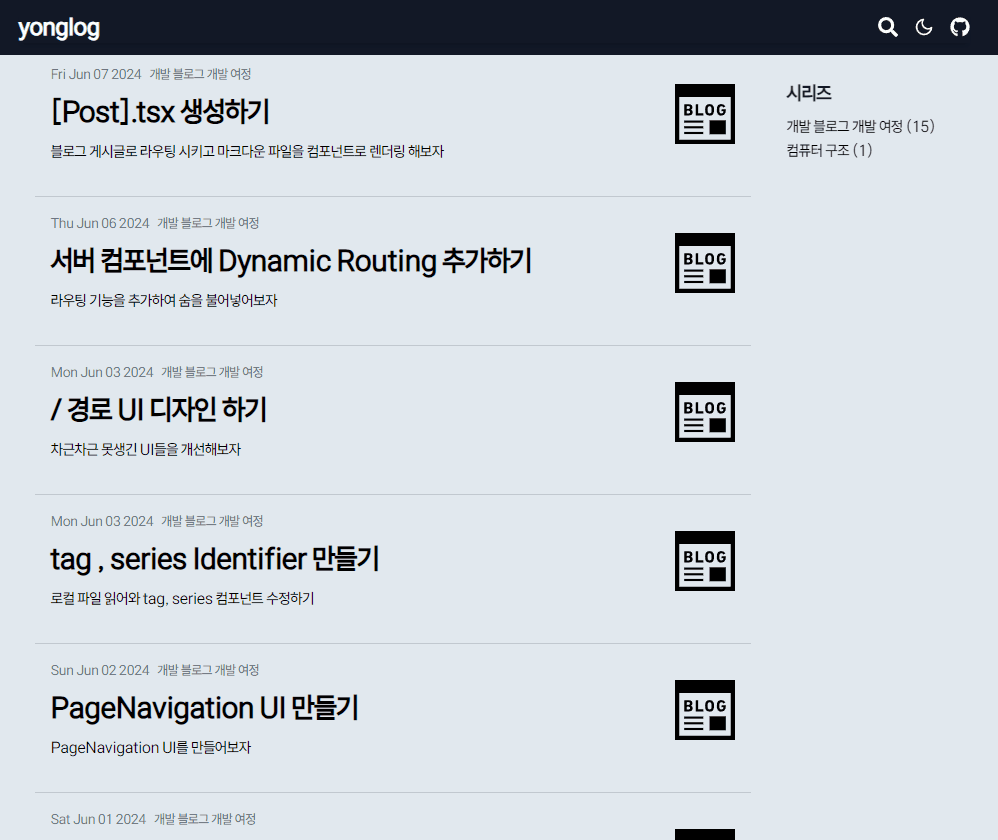 yonglog
Fri Jun 07 2024 개발 블로그 개발 여정
[Post].tsx 생성하기
블로그 게시글로 라우팅 시키고 마크다운 파일을 컴포넌트로 렌더링 해보자
BLOG
Thu Jun 06 2024 개발 블로그 개발 여정
서버 컴포넌트에 Dynamic Routing 추가하기
라우팅 기능을 추가하여 숨을 불어넣어보자
BLOG
Mon Jun 03 2024 개발 블로그 개발 여정
/ 경로 UI 디자인 하기
차근차근 못생긴 UI들을 개선해보자
BLOG
Mon Jun 03 2024 개발 블로그 개발 여정
tag , series Identifier 만들기
로컬 파일 읽어와 tag, series 컴포넌트 수정하기
BLOG
Sun Jun 02 2024 개발 블로그 개발 여정
PageNavigation UI 만들기
PageNavigation UI를 만들어보자
BLOG
Sat Jun 01 2024 개발 블로그 개발 여정
시리즈
개발 블로그 개발 여정 (15)
컴퓨터 구조 (1)